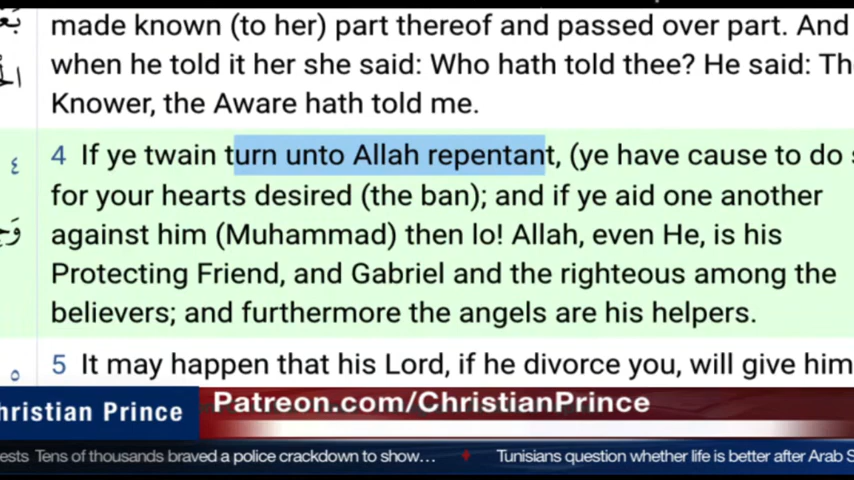 made known (to her) part thereof and passed over part. And
when he told it her she said: Who hath told thee? He said: Th
Knower, the Aware hath told me.
٤
4 If ye twain turn unto Allah repentant, (ye have cause to do s
for your hearts desired (the ban); and if ye aid one another
against him (Muhammad) then lo! Allah, even He, is his
Protecting Friend, and Gabriel and the righteous among the
believers; and furthermore the angels are his helpers.
٥
5 It may happen that his Lord, if he divorce you, will give him
hristian Prince
Patreon.com/ChristianPrince
ests Tens of thousands braved a police crackdown to show… Tunisians question whether life is better after Arab S